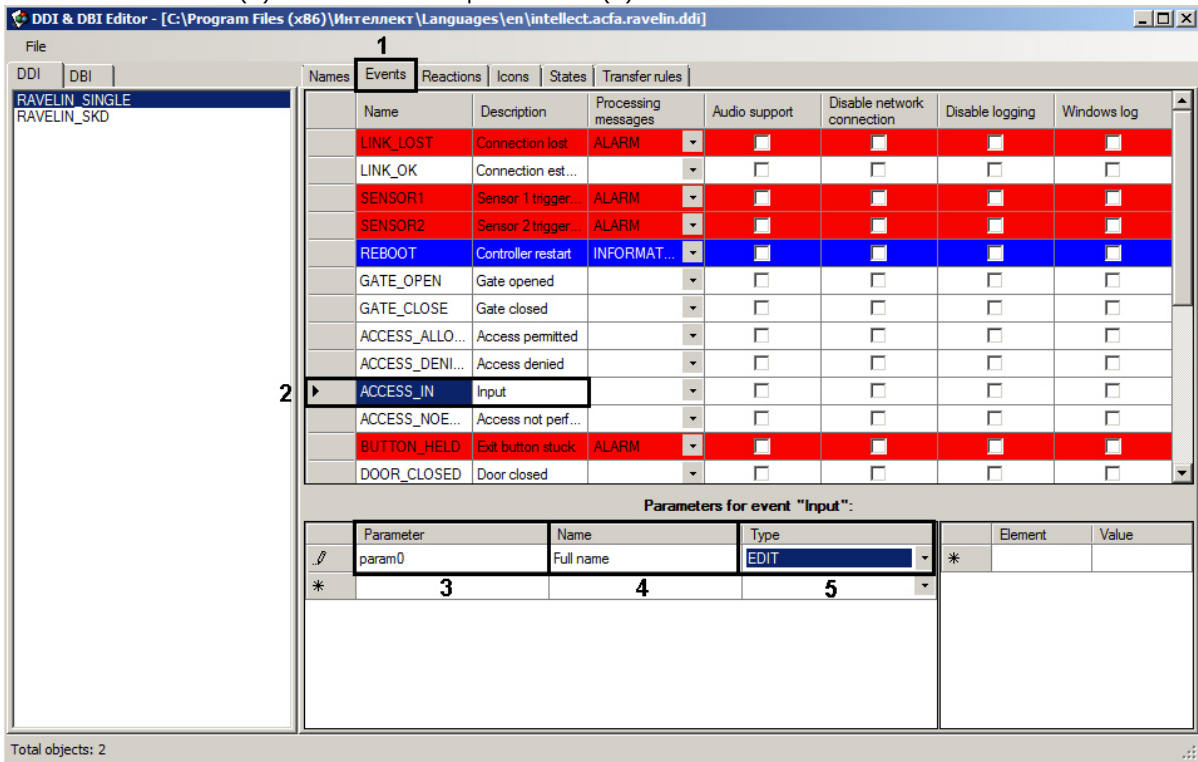 DDI & DBI Editor - [C:\Program Files (x86)\Интеллект\Languages\en\intellect.acfa.ravelin.ddi]
File
1
DDI DBI
Names Events Reactions Icons States Transfer rules
RAVELIN_SINGLE
RAVELIN_SKD
Name Description Processing messages Audio support Disable network connection Disable logging Windows log
LINK_LOST Connection lost ALARM
LINK_OK Connection est...
SENSOR1 Sensor 1 trigger... ALARM
SENSOR2 Sensor 2 trigger... ALARM
REBOOT Controller restart INFORMAT...
GATE_OPEN Gate opened
GATE_CLOSE Gate closed
ACCESS_ALLO... Access permitted
ACCESS_DENI... Access denied
2 ACCESS_IN Input
ACCESS_NOE... Access not perf...
BUTTON_HELD Exit button stuck ALARM
DOOR_CLOSED Door closed
Parameters for event "Input":
Parameter Name Type Element Value
param0 Full name EDIT
3 4 5
Total objects: 2